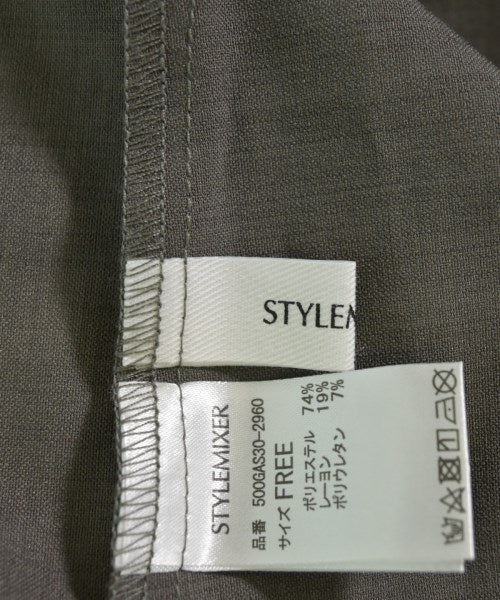 STYLEM
STYLEMIXER
品番 500GAS30-2960
サイズ FREE
ポリエステル 74%
レーヨン 19%
ポリウレタン 7%